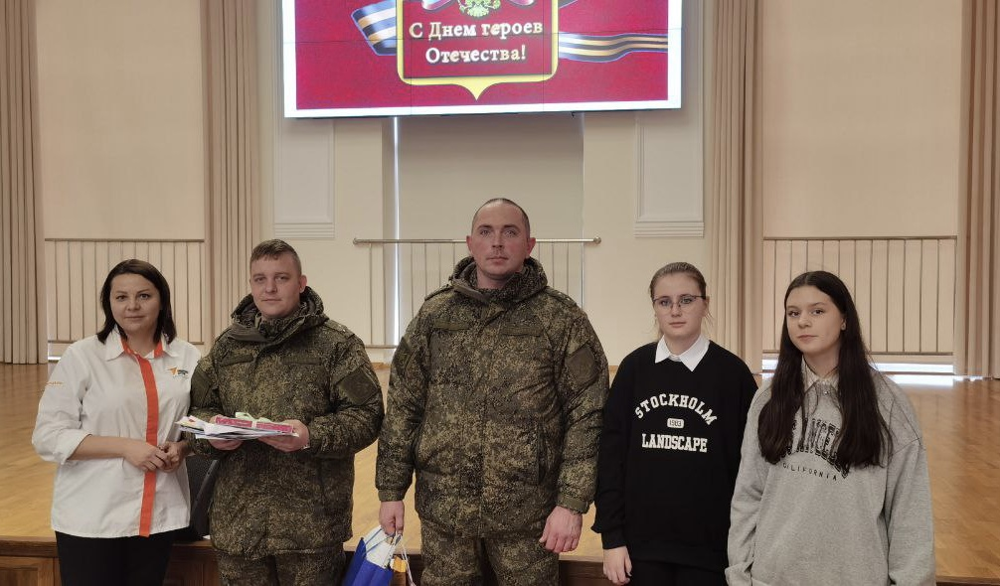 С Днем героев
Отечества!
STOCKHOLM
1983
LANDSCAPE
CALIFORNIA